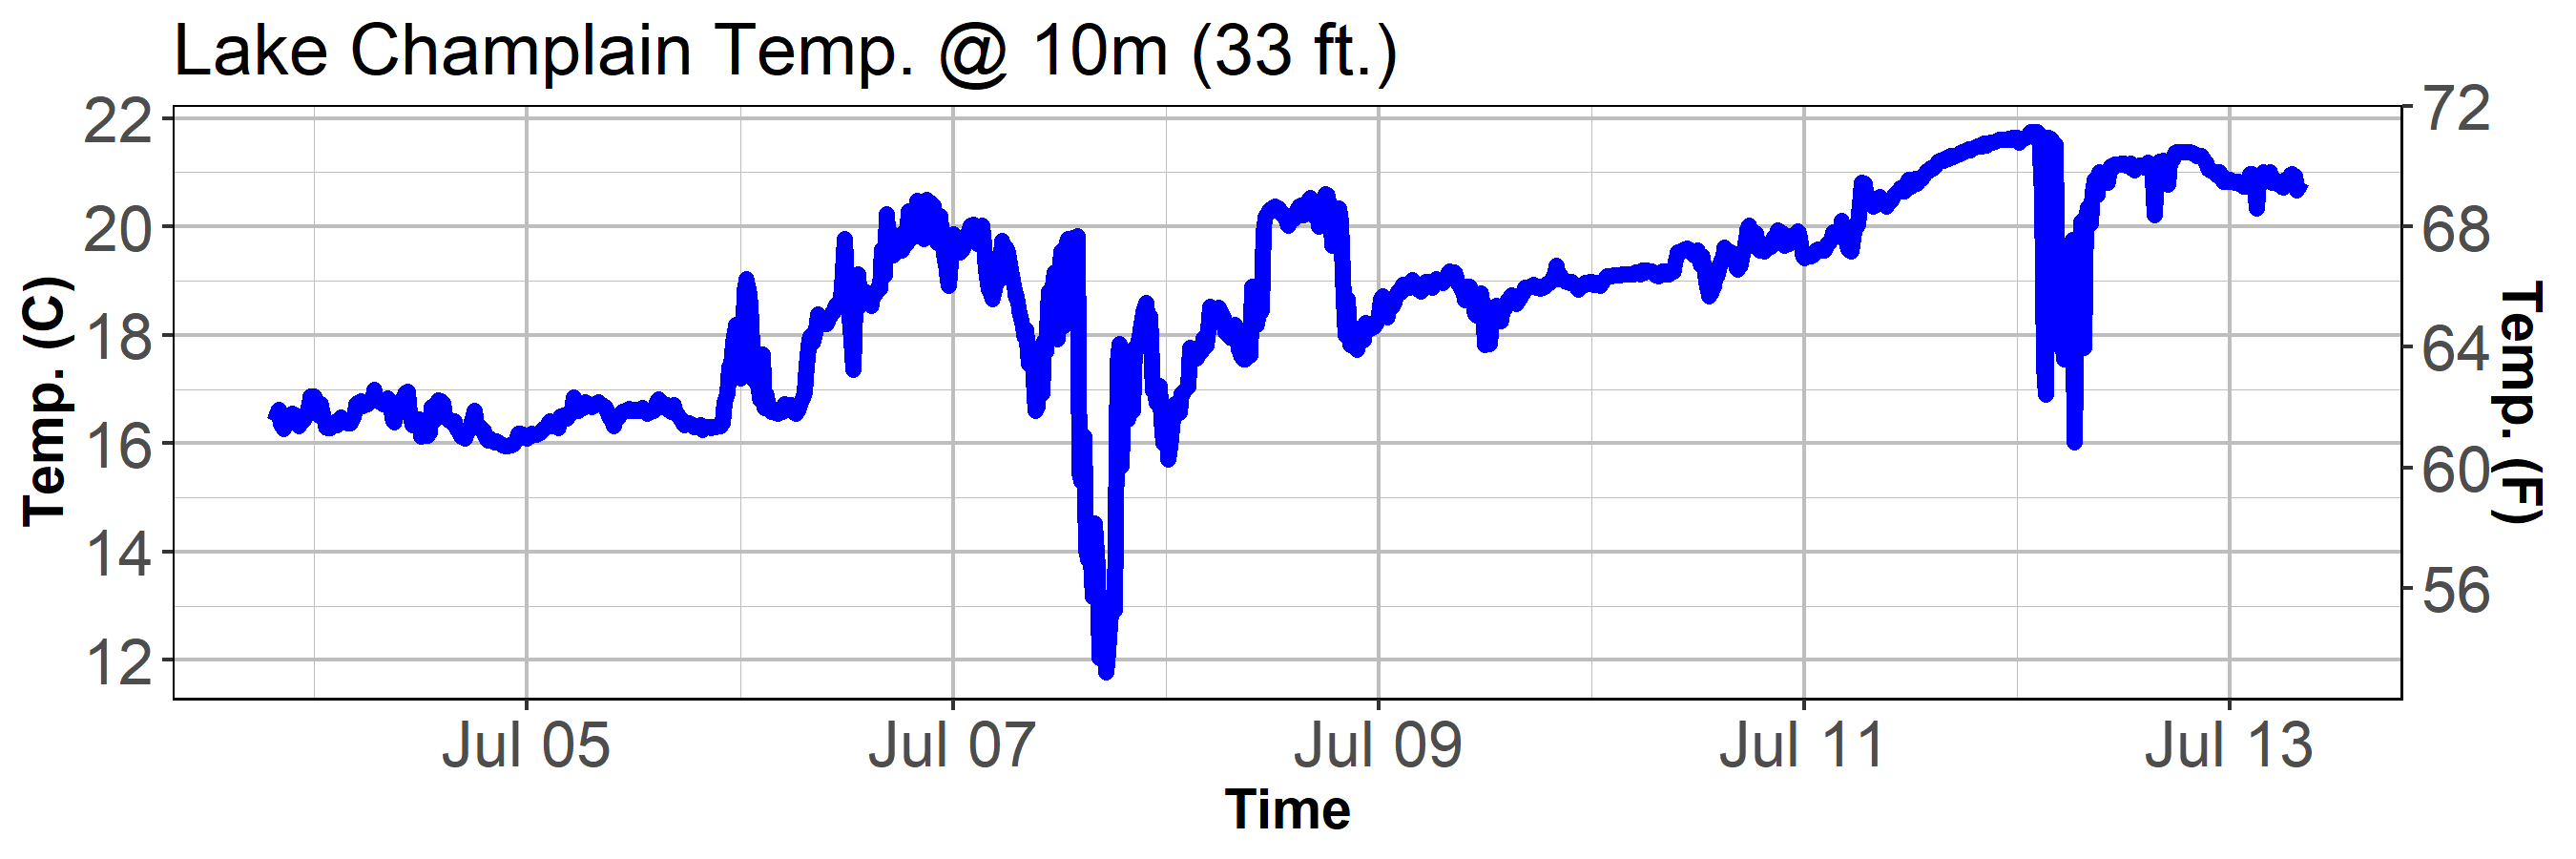 Lake Champlain Temp. @ 10m (33 ft.)
22
20
18
16
14
12
Temp. (C)
72
68
64
60
56
Temp. (F)
Jul 05 Jul 07 Jul 09 Jul 11 Jul 13
Time